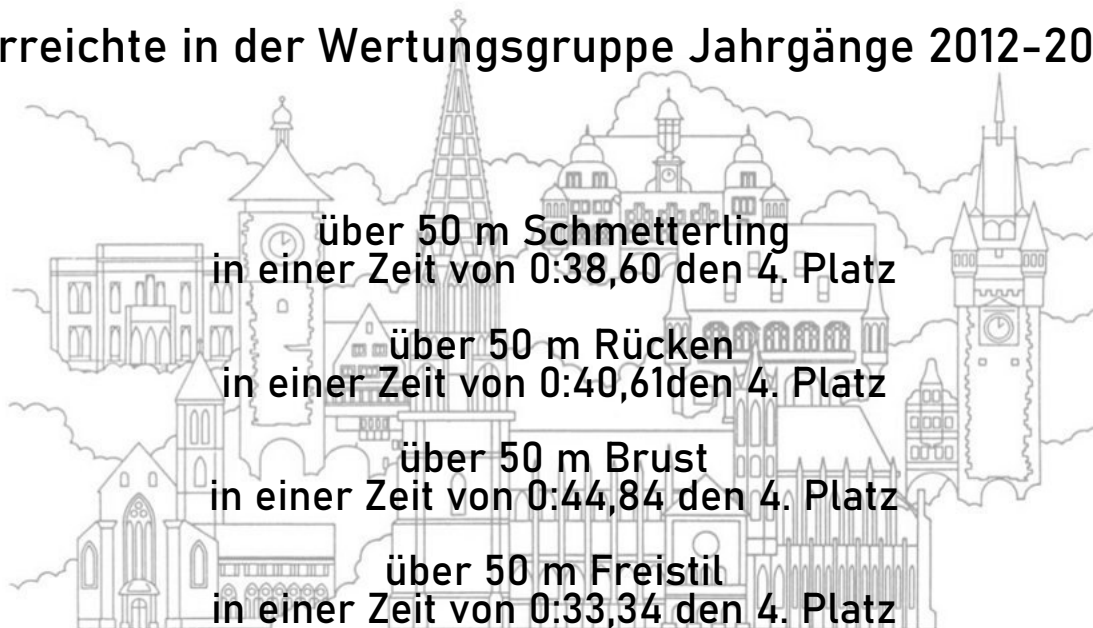 rreichte in der Wertungsgruppe Jahrgänge 2012-20
über 50 m Schmetterling
in einer Zeit von 0:38,60 den 4. Platz
über 50 m Rücken
in einer Zeit von 0:40,61den 4. Platz
über 50 m Brust
in einer Zeit von 0:44,84 den 4. Platz
über 50 m Freistil
in einer Zeit von 0:33,34 den 4. Platz